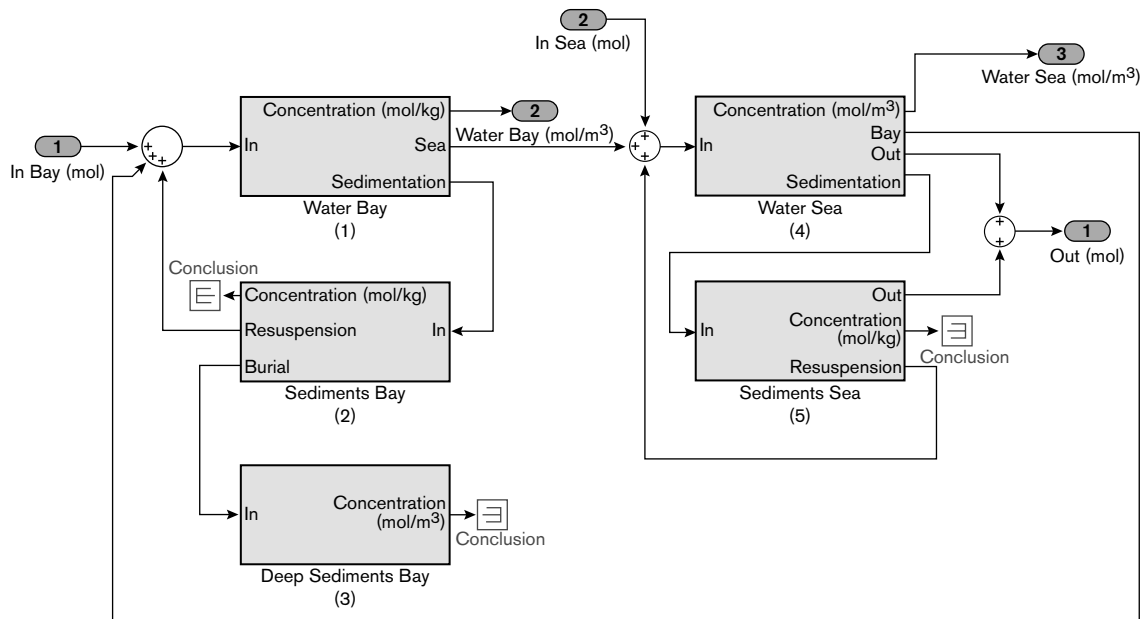 2
In Sea (mol)
3
Water Sea (mol/m³)
1
In Bay (mol)
+
+
+
Concentration (mol/kg)
In
Sea
Sedimentation
Water Bay
(1)
2
Water Bay (mol/m³)
+
+
+
Concentration (mol/m³)
Bay
In
Out
Sedimentation
Water Sea
(4)
+
+
1
Out (mol)
Conclusion
Concentration (mol/kg)
Resuspension
In
Burial
Sediments Bay
(2)
Out
In
Concentration
(mol/kg)
Resuspension
Sediments Sea
(5)
Conclusion
In
Concentration
(mol/m³)
Deep Sediments Bay
(3)
Conclusion